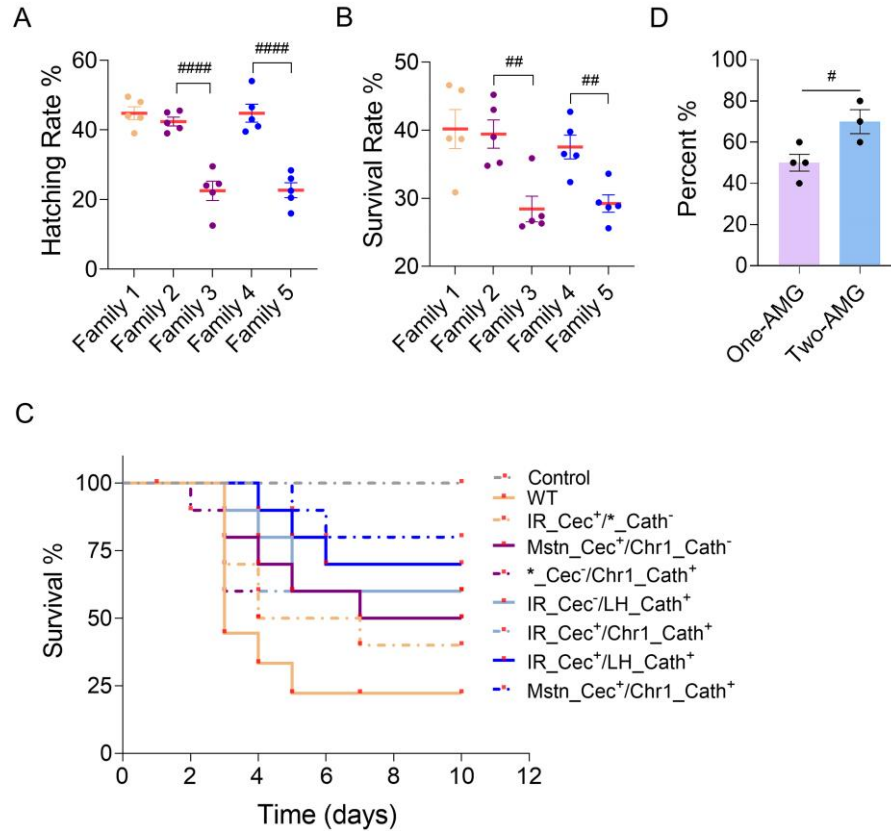 A
Hatching Rate %
60
40
20
0
####
####
Family 1
Family 2
Family 3
Family 4
Family 5
B
Survival Rate %
50
40
30
20
##
##
Family 1
Family 2
Family 3
Family 4
Family 5
D
Percent %
100
80
60
40
20
0
#
One-AMG
Two-AMG
C
Survival %
100
75
50
25
0
0 2 4 6 8 10 12
Time (days)
Control
WT
IR_Cec⁺/*_Cath⁻
Mstn_Cec⁺/Chr1_Cath⁻
*_Cec⁻/Chr1_Cath⁺
IR_Cec⁻/LH_Cath⁺
IR_Cec⁺/Chr1_Cath⁺
IR_Cec⁺/LH_Cath⁺
Mstn_Cec⁺/Chr1_Cath⁺